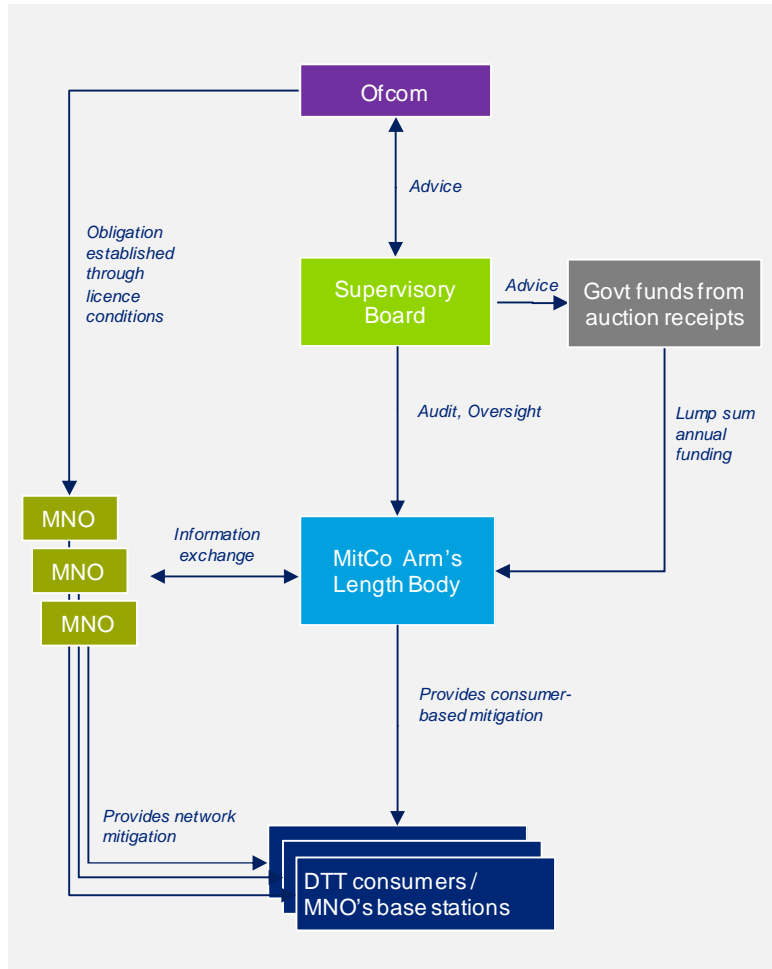 Ofcom
Advice
Obligation
established
through
licence
conditions
Supervisory
Board
Advice
Govt funds from
auction receipts
Audit, Oversight
Lump sum
annual
funding
MNO
MNO
MNO
Information
exchange
MitCo Arm's
Length Body
Provides consumer-
based mitigation
Provides network
mitigation
DTT consumers /
MNO's base stations